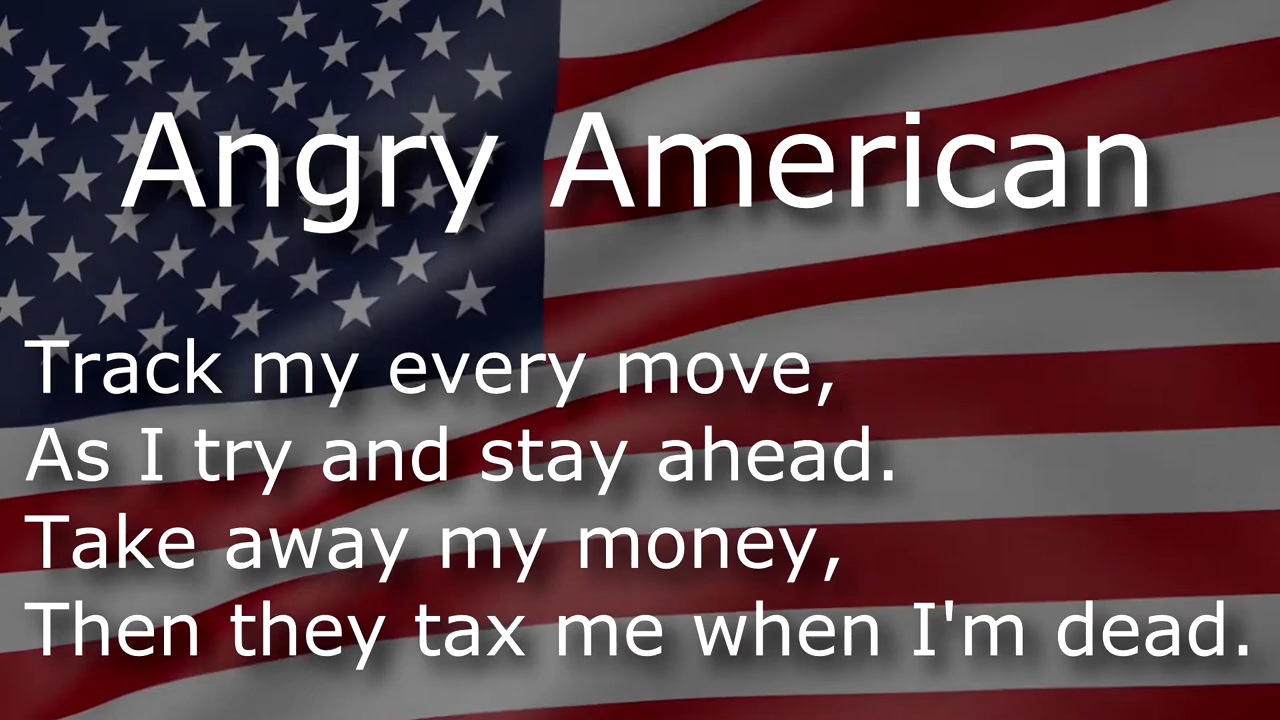 Angry American
Track my every move,
As I try and stay ahead.
Take away my money,
Then they tax me when I'm dead.